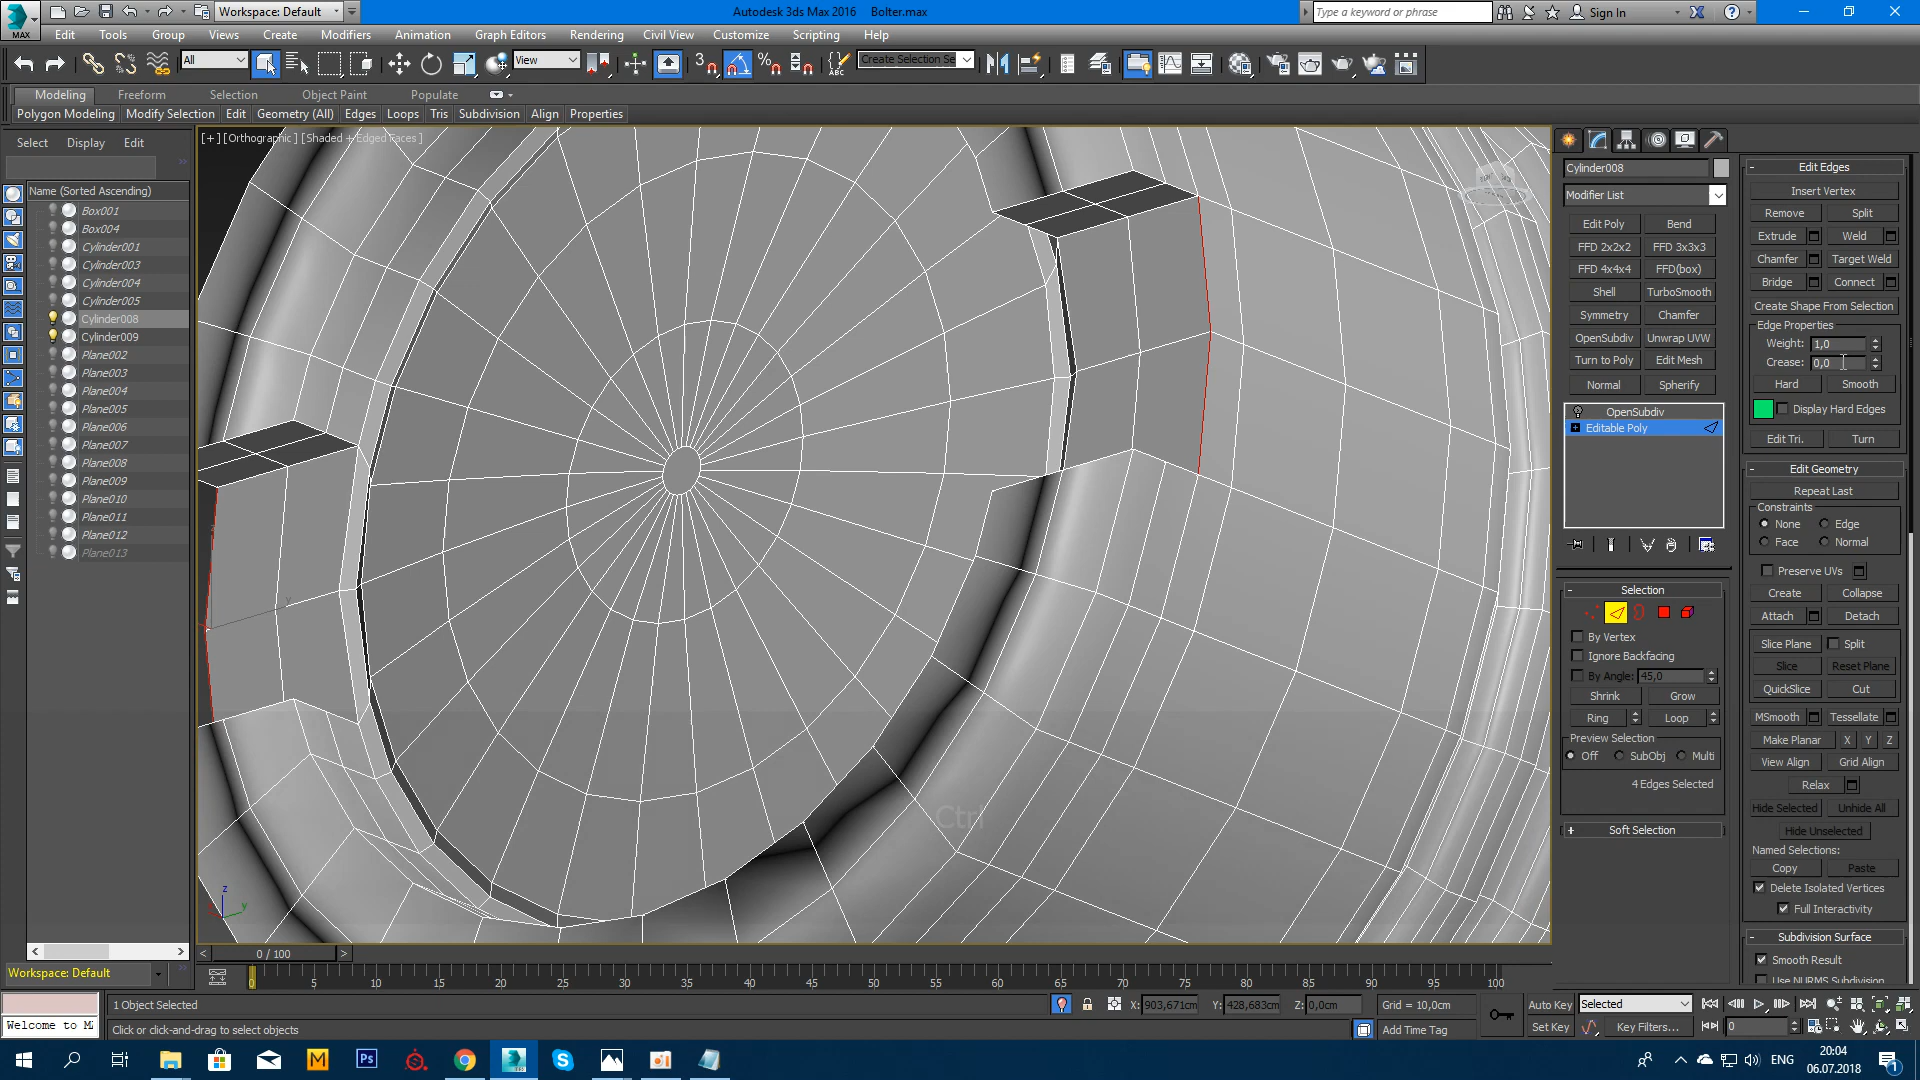 Workspace: Default
Autodesk 3ds Max 2016 Bolter.max
Type a keyword or phrase
Sign In
MAX
Edit Tools Group Views Create Modifiers Animation Graph Editors Rendering Civil View Customize Scripting Help
All View Create Selection Se
Modeling Freeform Selection Object Paint Populate
Polygon Modeling Modify Selection Edit Geometry (All) Edges Loops Tris Subdivision Align Properties
Select Display Edit
Name (Sorted Ascending)
Box001
Box004
Cylinder001
Cylinder003
Cylinder004
Cylinder005
Cylinder008
Cylinder009
Plane002
Plane003
Plane004
Plane005
Plane006
Plane007
Plane008
Plane009
Plane010
Plane011
Plane012
Plane013
Workspace: Default
[+] [Orthographic] [Shaded + Edged Faces]
Ctrl
z
y
Cylinder008
Modifier List
Edit Poly Bend
FFD 2x2x2 FFD 3x3x3
FFD 4x4x4 FFD(box)
Shell TurboSmooth
Symmetry Chamfer
OpenSubdiv Unwrap UVW
Turn to Poly Edit Mesh
Normal Spherify
OpenSubdiv
Editable Poly
Selection
By Vertex
Ignore Backfacing
By Angle: 45,0
Shrink Grow
Ring Loop
Preview Selection
Off SubObj Multi
4 Edges Selected
Soft Selection
Edit Edges
Insert Vertex
Remove Split
Extrude Weld
Chamfer Target Weld
Bridge Connect
Create Shape From Selection
Edge Properties
Weight: 1,0
Crease: 0,0
Hard Smooth
Display Hard Edges
Edit Tri. Turn
Edit Geometry
Repeat Last
Constraints
None Edge
Face Normal
Preserve UVs
Create Collapse
Attach Detach
Slice Plane Split
Slice Reset Plane
QuickSlice Cut
MSmooth Tessellate
Make Planar X Y Z
View Align Grid Align
Relax
Hide Selected Unhide All
Hide Unselected
Named Selections:
Copy Paste
Delete Isolated Vertices
Full Interactivity
Subdivision Surface
Smooth Result
Use NURMS Subdivision
0 / 100
0 5 10 15 20 25 30 35 40 45 50 55 60 65 70 75 80 85 90 95 100
1 Object Selected
X: 903,671cm Y: 428,683cm Z: 0,0cm Grid = 10,0cm
Auto Key Selected
Welcome to M
Click or click-and-drag to select objects
Add Time Tag
Set Key Key Filters... 0
ENG
20:04
06.07.2018
1